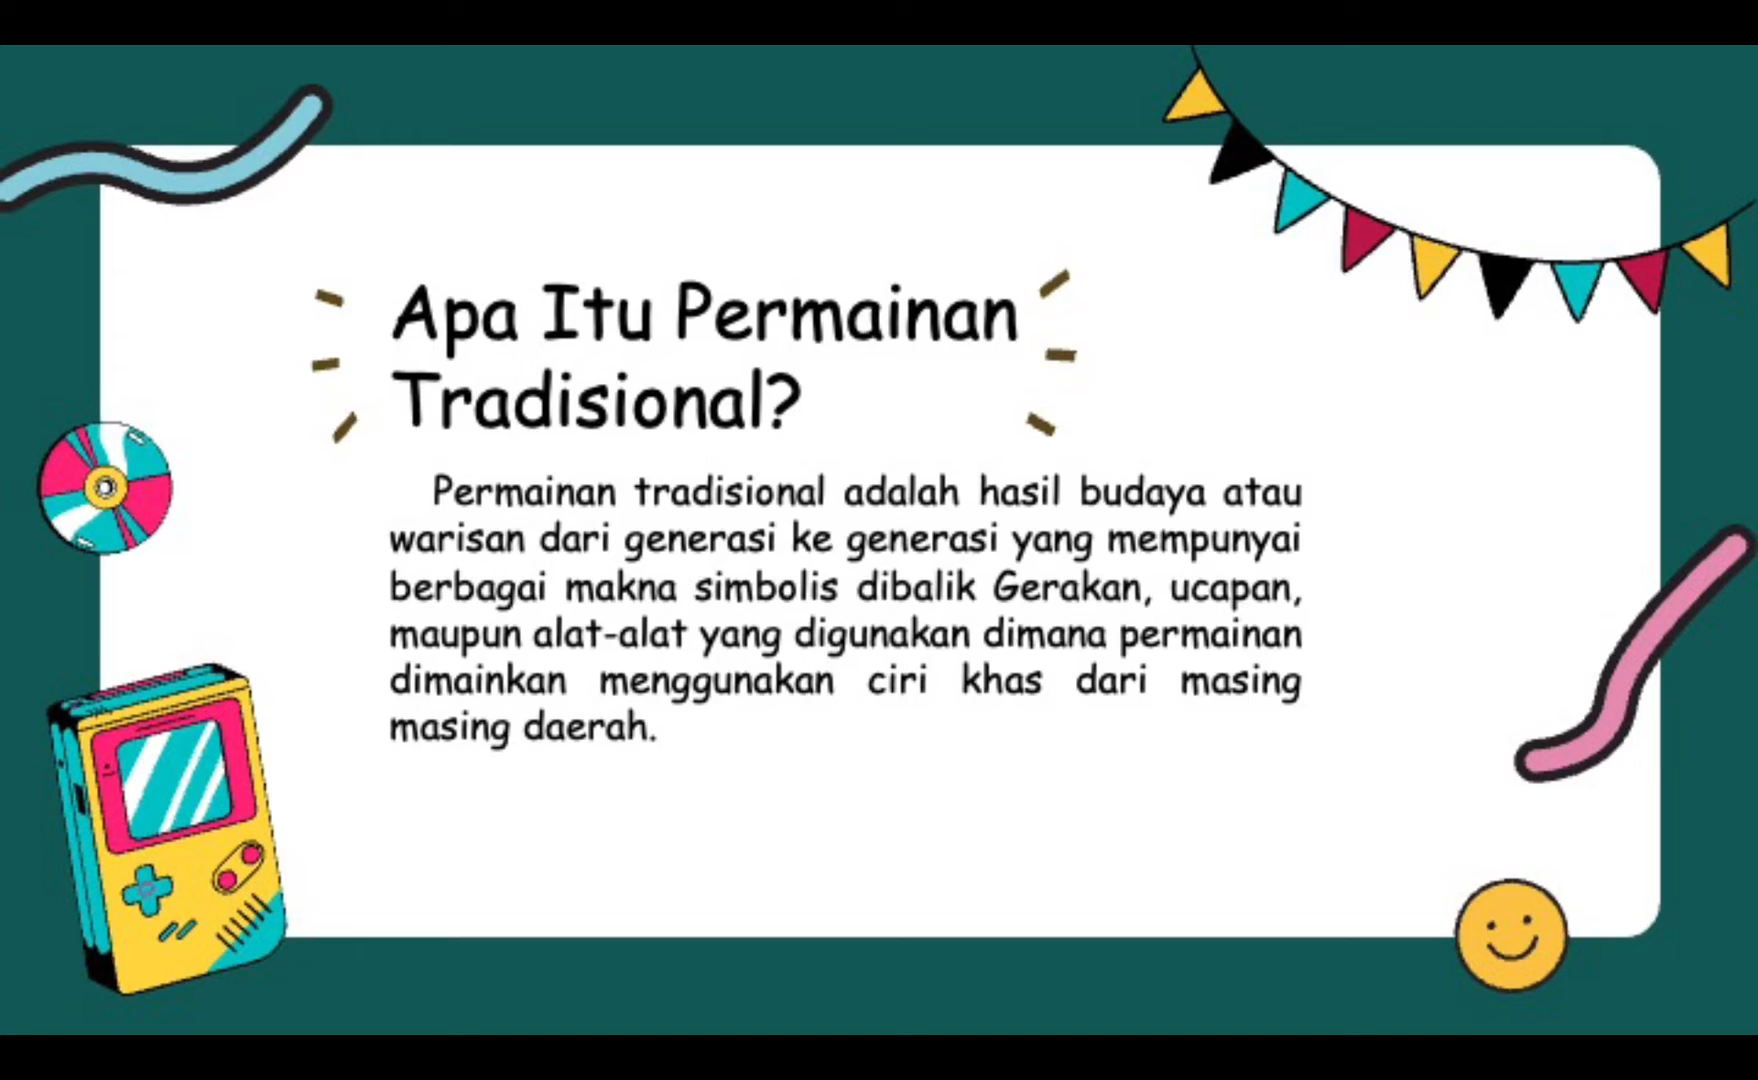 Apa Itu Permainan
Tradisional?
Permainan tradisional adalah hasil budaya atau
warisan dari generasi ke generasi yang mempunyai
berbagai makna simbolis dibalik Gerakan, ucapan,
maupun alat-alat yang digunakan dimana permainan
dimainkan menggunakan ciri khas dari masing
masing daerah.